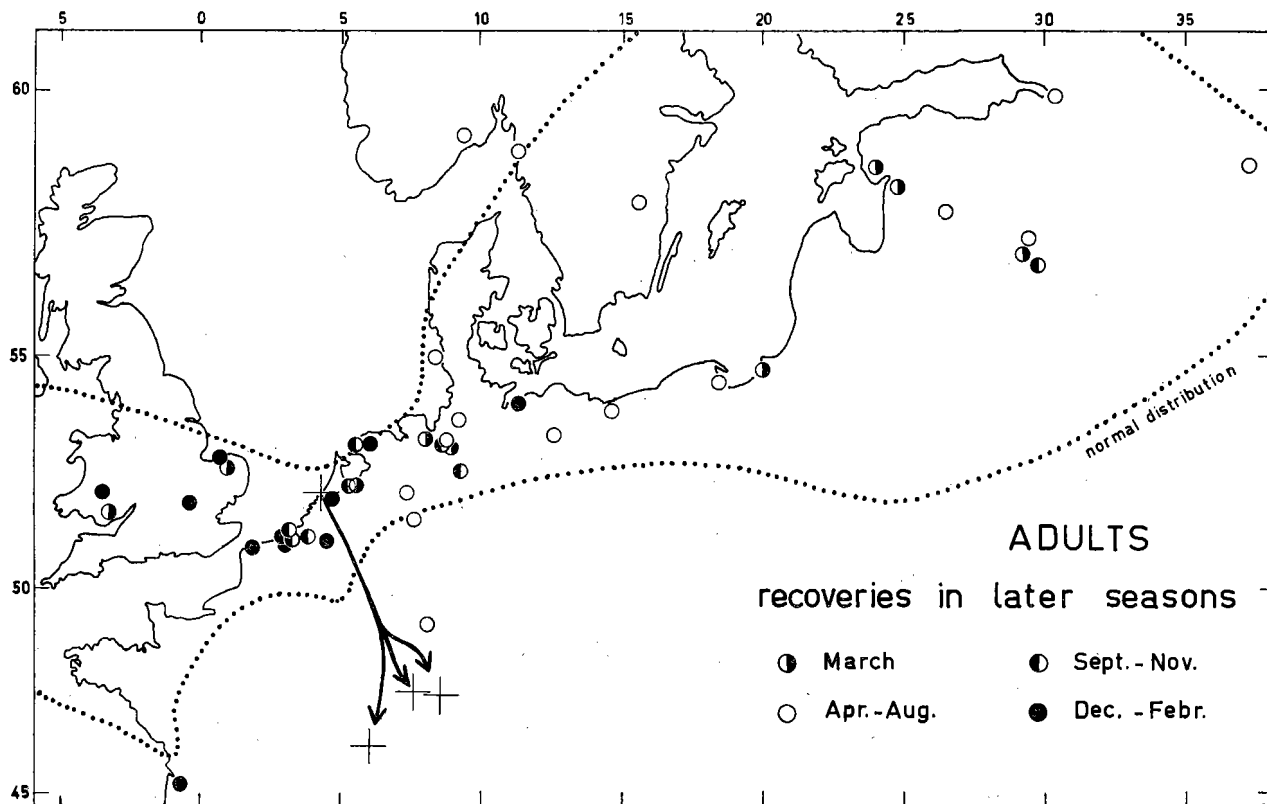 5 0 5 10 15 20 25 30 35
60
55
normal distribution
ADULTS
50
recoveries in later seasons
March Sept.-Nov.
Apr.-Aug. Dec. - Febr.
45